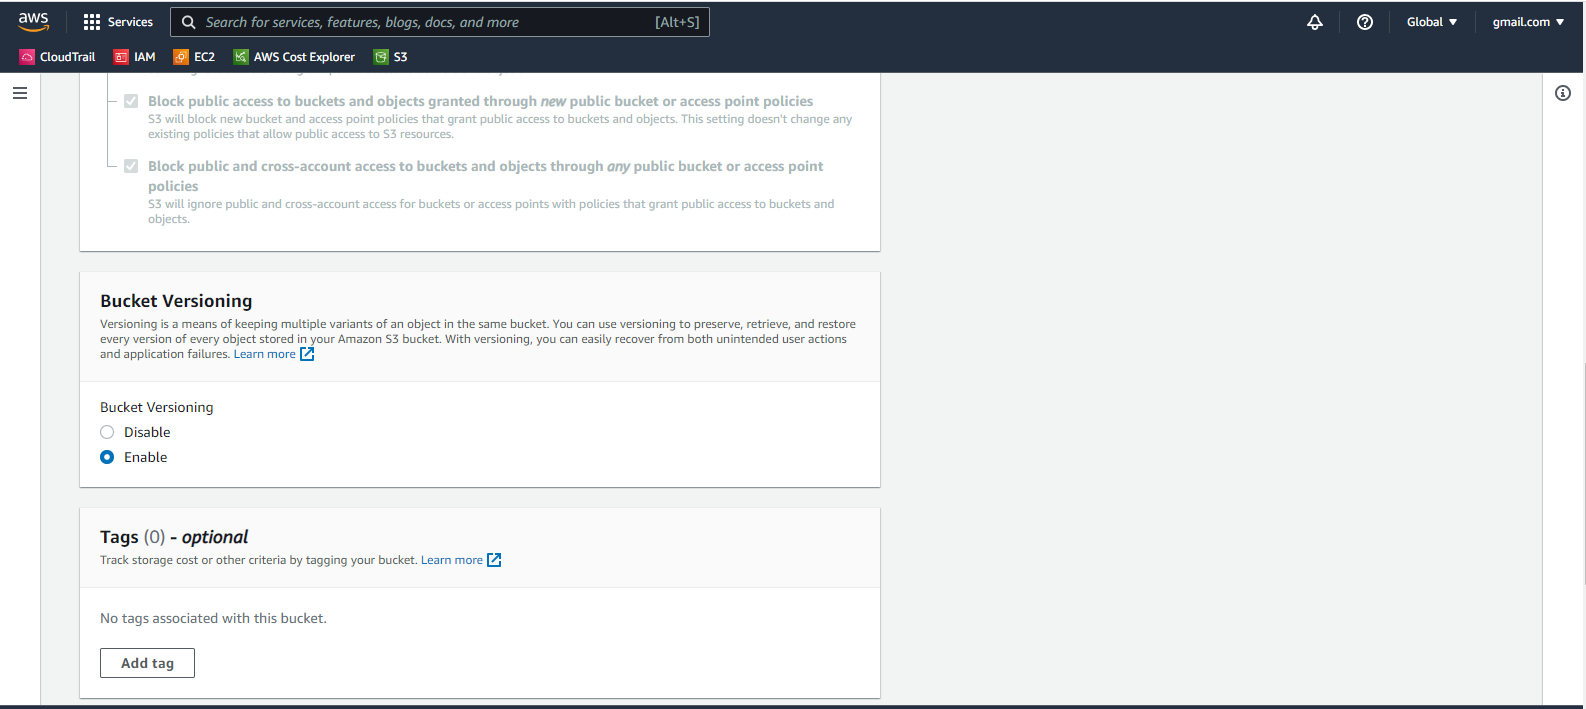 aws
Services
Search for services, features, blogs, docs, and more [Alt+S]
Global
gmail.com
CloudTrail
IAM
EC2
AWS Cost Explorer
S3
Block public access to buckets and objects granted through new public bucket or access point policies
S3 will block new bucket and access point policies that grant public access to buckets and objects. This setting doesn't change any
existing policies that allow public access to S3 resources.
Block public and cross-account access to buckets and objects through any public bucket or access point
policies
S3 will ignore public and cross-account access for buckets or access points with policies that grant public access to buckets and
objects.
Bucket Versioning
Versioning is a means of keeping multiple variants of an object in the same bucket. You can use versioning to preserve, retrieve, and restore
every version of every object stored in your Amazon S3 bucket. With versioning, you can easily recover from both unintended user actions
and application failures. Learn more
Bucket Versioning
Disable
Enable
Tags (0) - optional
Track storage cost or other criteria by tagging your bucket. Learn more
No tags associated with this bucket.
Add tag